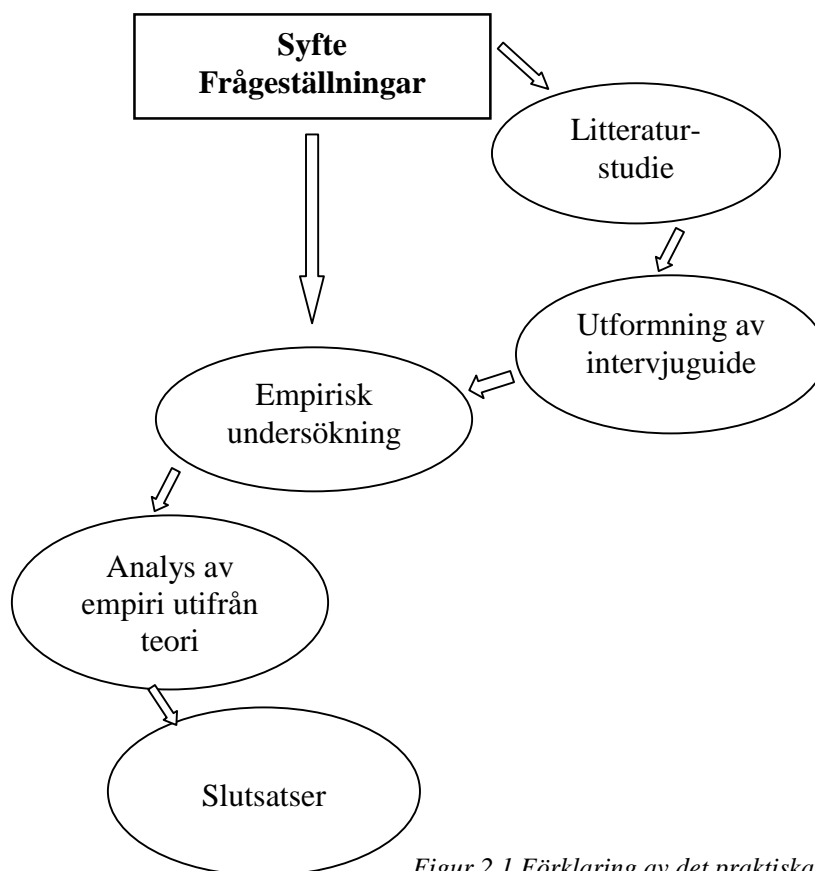 Syfte
Frågeställningar
Litteratur-
studie
Utformning av
intervjuguide
Empirisk
undersökning
Analys av
empiri utifrån
teori
Slutsatser
Figur 2.1 Förklaring av det praktiska